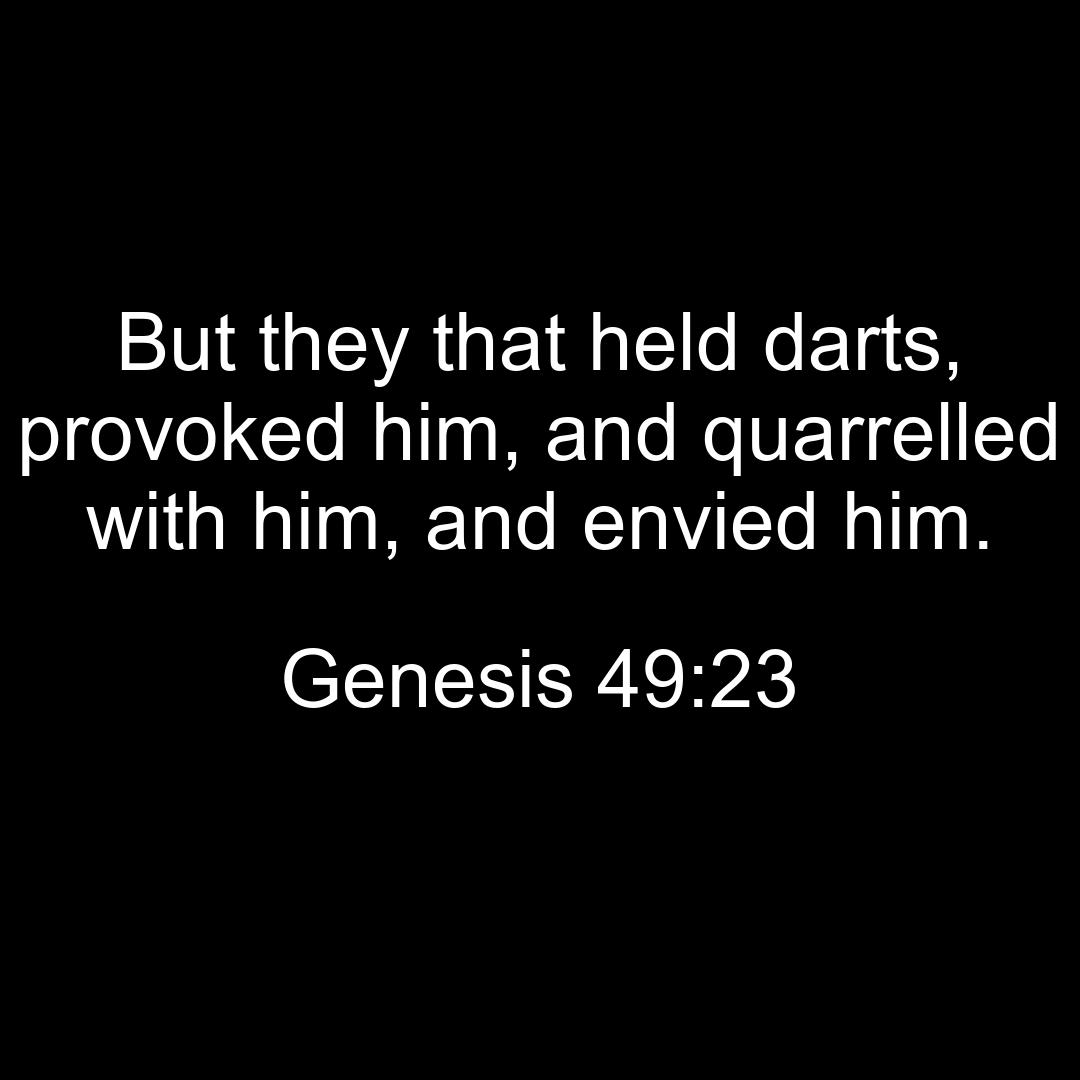 But they that held darts,
provoked him, and quarrelled
with him, and envied him.
Genesis 49:23